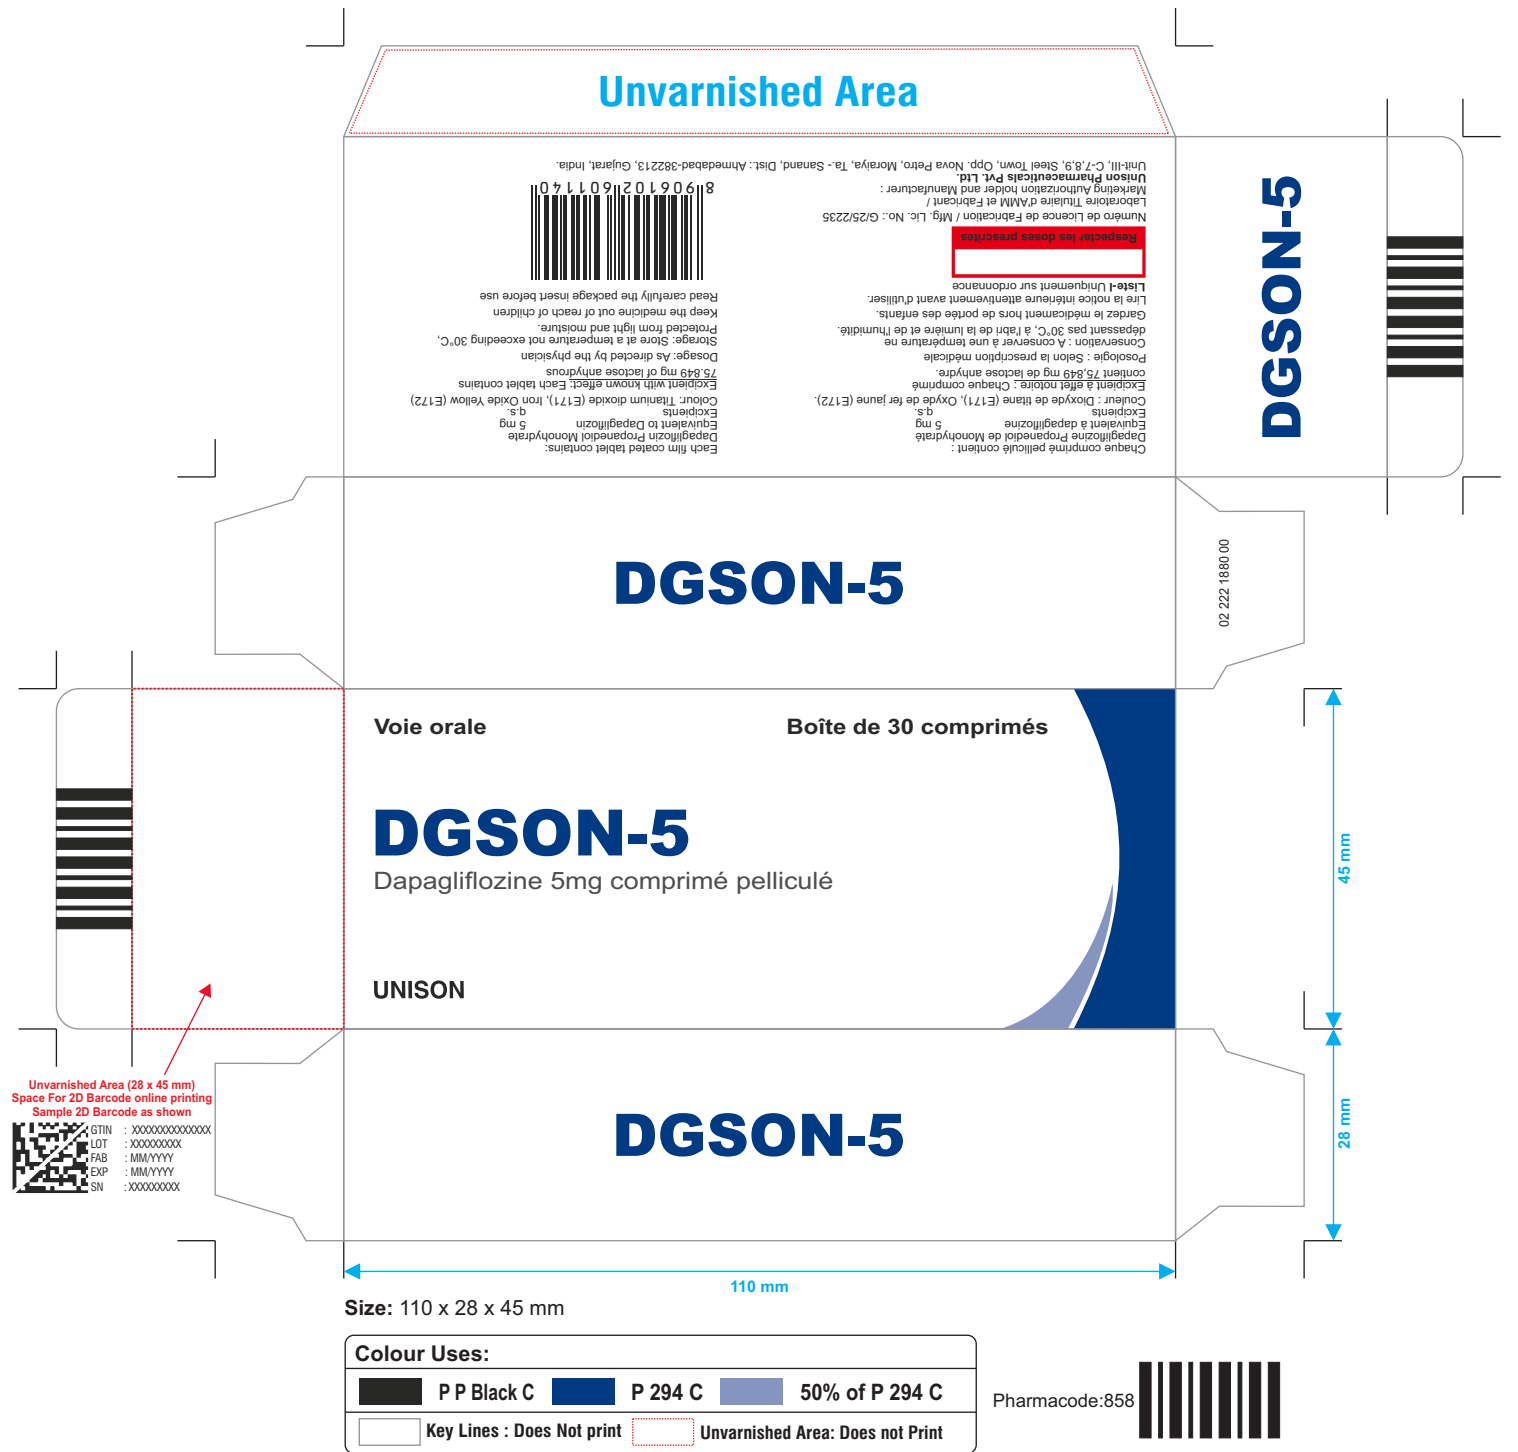 Unvarnished Area
Chaque comprimé pelliculé contient :
Dapagliflozine Propanediol de Monohydraté
Equivalent à dapagliflozine 5 mg
Excipients q.s.
Couleur : Dioxyde de titane (E171), Oxyde de fer jaune (E172).
Excipient à effet notoire : Chaque comprimé
contient 75,849 mg de lactose anhydre.
Posologie : Selon la prescription médicale
Conservation : A conserver à une température ne
dépassant pas 30°C, à l'abri de la lumière et de l'humidité.
Gardez le médicament hors de portée des enfants.
Lire la notice intérieure attentivement avant d'utiliser.
Liste-I Uniquement sur ordonnance
Respecter les doses prescrites
Numéro de Licence de Fabrication / Mfg. Lic. No.: G/25/2235
Laboratoire Titulaire d'AMM et Fabricant /
Marketing Authorization holder and Manufacturer :
Unison Pharmaceuticals Pvt. Ltd.
Unit-III, C-7,8,9, Steel Town, Opp. Nova Petro, Moraiya, Ta.- Sanand, Dist.: Ahmedabad-382213, Gujarat, India.
Each film coated tablet contains:
Dapagliflozin Propanediol Monohydrate
Equivalent to Dapagliflozin 5 mg
Excipients q.s.
Colour: Titanium dioxide (E171), Iron Oxide Yellow (E172)
Excipient with known effect: Each tablet contains
75.849 mg of lactose anhydrous
Dosage: As directed by the physician
Storage: Store at a temperature not exceeding 30°C,
Protected from light and moisture.
Keep the medicine out of reach of children
Read carefully the package insert before use
8 906102 601140
DGSON-5
DGSON-5
02 222 1880 00
Voie orale
Boîte de 30 comprimés
DGSON-5
Dapagliflozine 5mg comprimé pelliculé
UNISON
45 mm
Unvarnished Area (28 x 45 mm)
Space For 2D Barcode online printing
Sample 2D Barcode as shown
GTIN : XXXXXXXXXXXXXX
LOT : XXXXXXXXX
FAB : MM/YYYY
EXP : MM/YYYY
SN : XXXXXXXXX
DGSON-5
28 mm
110 mm
Size: 110 x 28 x 45 mm
Colour Uses:
P P Black C
P 294 C
50% of P 294 C
Key Lines : Does Not print
Unvarnished Area: Does not Print
Pharmacode:858